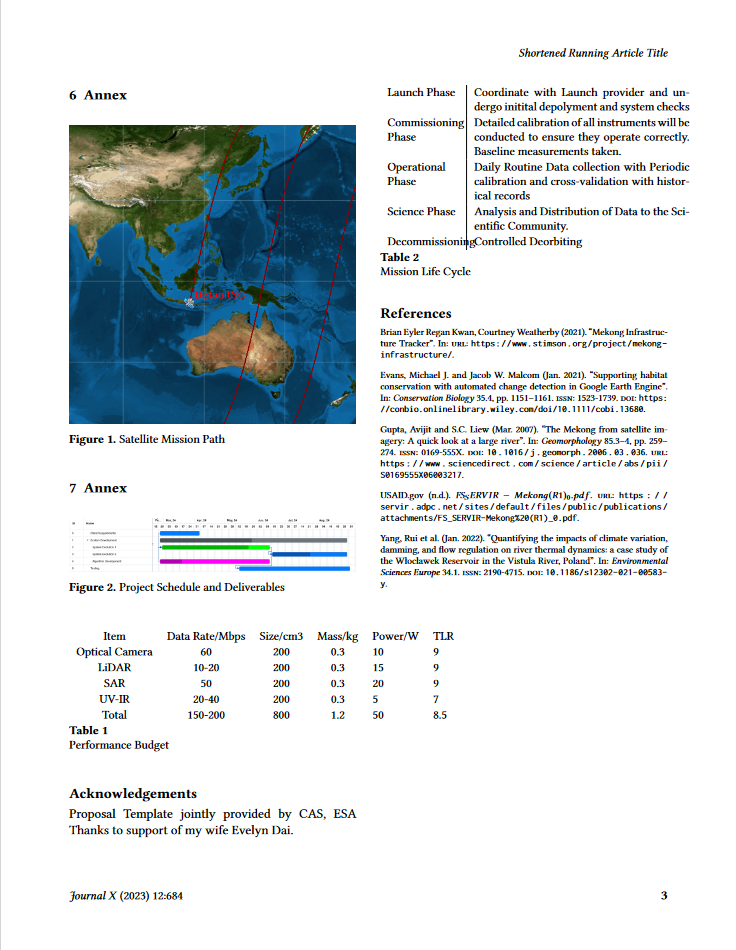 Shortened Running Article Title
6 Annex
Figure 1. Satellite Mission Path
7 Annex
Figure 2. Project Schedule and Deliverables
Item Data Rate/Mbps Size/cm3 Mass/kg Power/W TLR
Optical Camera 60 200 0.3 10 9
LiDAR 10-20 200 0.3 15 9
SAR 50 200 0.3 20 9
UV-IR 20-40 200 0.3 5 7
Total 150-200 800 1.2 50 8.5
Table 1
Performance Budget
Acknowledgements
Proposal Template jointly provided by CAS, ESA
Thanks to support of my wife Evelyn Dai.
Launch Phase Coordinate with Launch provider and un-
dergo initital depolyment and system checks
Commissioning Detailed calibration of all instruments will be
Phase conducted to ensure they operate correctly.
Baseline measurements taken.
Operational Daily Routine Data collection with Periodic
Phase calibration and cross-validation with histor-
ical records
Science Phase Analysis and Distribution of Data to the Sci-
entific Community.
Decommissioning Controlled Deorbiting
Table 2
Mission Life Cycle
References
Brian Eyler Regan Kwan, Courtney Weatherby (2021). “Mekong Infrastruc-
ture Tracker”. In: URL: https://www.stimson.org/project/mekong-
infrastructure/.
Evans, Michael J. and Jacob W. Malcom (Jan. 2021). “Supporting habitat
conservation with automated change detection in Google Earth Engine”.
In: Conservation Biology 35.4, pp. 1151–1161. ISSN: 1523-1739. DOI: https:
//conbio.onlinelibrary.wiley.com/doi/10.1111/cobi.13680.
Gupta, Avijit and S.C. Liew (Mar. 2007). “The Mekong from satellite im-
agery: A quick look at a large river”. In: Geomorphology 85.3–4, pp. 259–
274. ISSN: 0169-555X. DOI: 10.1016/j.geomorph.2006.03.036. URL:
https://www.sciencedirect.com/science/article/abs/pii/
S0169555X06003217.
USAID.gov (n.d.). FS_SERVIR − Mekong(R1)_0.pdf. URL: https://
servir.adpc.net/sites/default/files/public/publications/
attachments/FS_SERVIR-Mekong%20(R1)_0.pdf.
Yang, Rui et al. (Jan. 2022). “Quantifying the impacts of climate variation,
damming, and flow regulation on river thermal dynamics: a case study of
the Włocławek Reservoir in the Vistula River, Poland”. In: Environmental
Sciences Europe 34.1. ISSN: 2190-4715. DOI: 10.1186/s12302-021-00583-
y.
Journal X (2023) 12:684
3